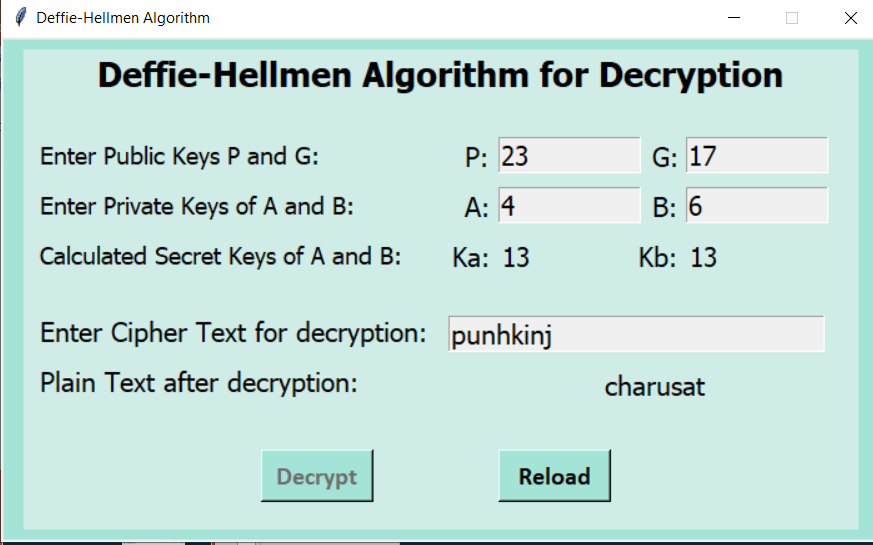 Deffie-Hellmen Algorithm
Deffie-Hellmen Algorithm for Decryption
Enter Public Keys P and G: P: 23 G: 17
Enter Private Keys of A and B: A: 4 B: 6
Calculated Secret Keys of A and B: Ka: 13 Kb: 13
Enter Cipher Text for decryption: punhkinj
Plain Text after decryption: charusat
Decrypt Reload